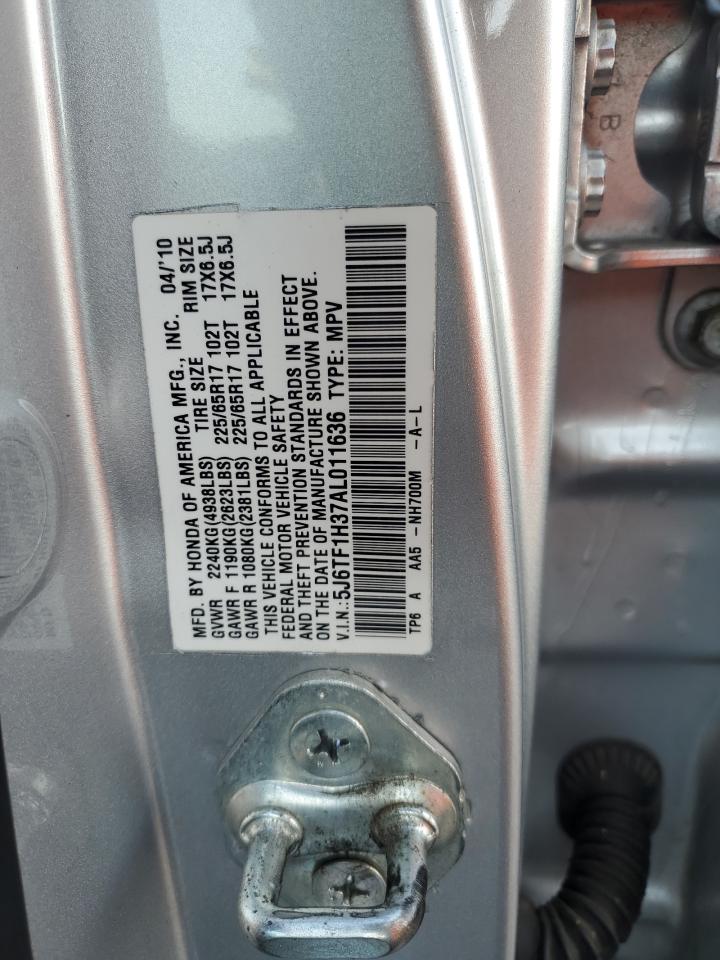 MFD. BY HONDA OF AMERICA MFG., INC. 04/'10
GVWR 2240KG(4938LBS) TIRE SIZE RIM SIZE
GAWR F 1190KG(2623LBS) 225/65R17 102T 17X6.5J
GAWR R 1080KG(2381LBS) 225/65R17 102T 17X6.5J
THIS VEHICLE CONFORMS TO ALL APPLICABLE
FEDERAL MOTOR VEHICLE SAFETY
AND THEFT PREVENTION STANDARDS IN EFFECT
ON THE DATE OF MANUFACTURE SHOWN ABOVE.
V.I.N.:5J6TF1H37AL011636 TYPE: MPV
TP6 A AA5 -NH700M -A-L
B